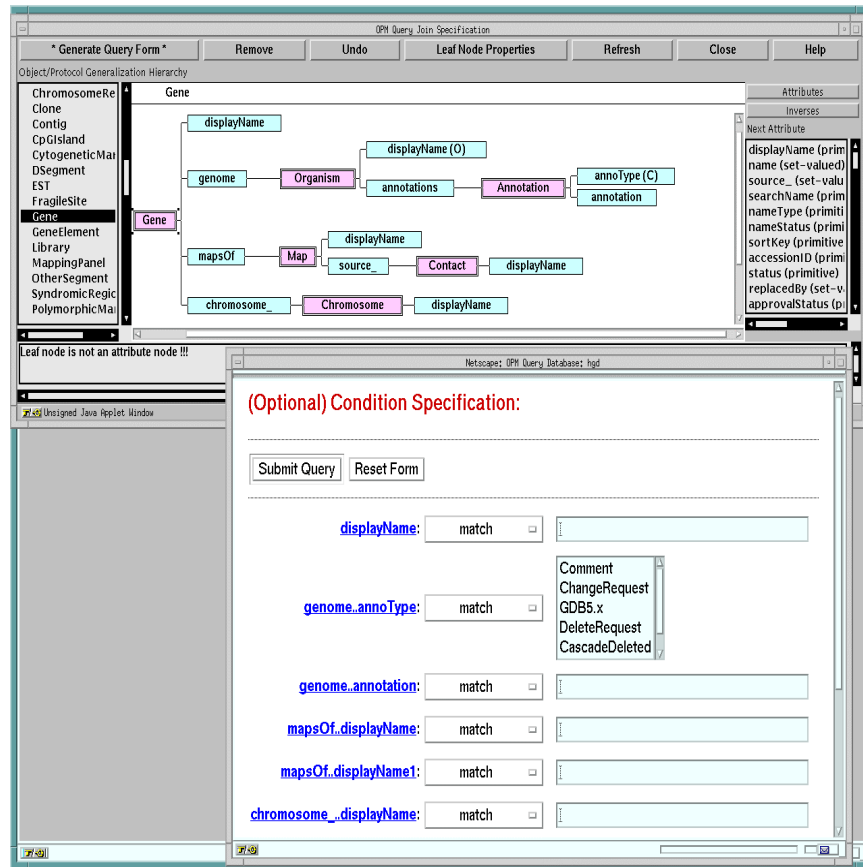 OPM Query Join Specification
* Generate Query Form *
Remove
Undo
Leaf Node Properties
Refresh
Close
Help
Object/Protocol Generalization Hierarchy
ChromosomeRe
Clone
Contig
CpGIsland
CytogeneticMar
DSegment
EST
FragileSite
Gene
GeneElement
Library
MappingPanel
OtherSegment
SyndromicRegic
PolymorphicMar
Gene
displayName
displayName (O)
genome
Organism
annoType (C)
annotations
Annotation
annotation
Gene
displayName
mapsOf
Map
source_
Contact
displayName
chromosome_
Chromosome
displayName
Attributes
Inverses
Next Attribute
displayName (prim
name (set-valued)
source_ (set-valu
searchName (prim
nameType (primiti
nameStatus (primi
sortKey (primitive
accessionID (primi
status (primitive)
replacedBy (set-v
approvalStatus (p
Leaf node is not an attribute node !!!
Unsigned Java Applet Window
Netscape: OPM Query Database: hgd
(Optional) Condition Specification:
Submit Query
Reset Form
displayName: match
Comment
ChangeRequest
genome..annoType: match GDB5.x
DeleteRequest
CascadeDeleted
genome..annotation: match
mapsOf..displayName: match
mapsOf..displayName1: match
chromosome_..displayName: match